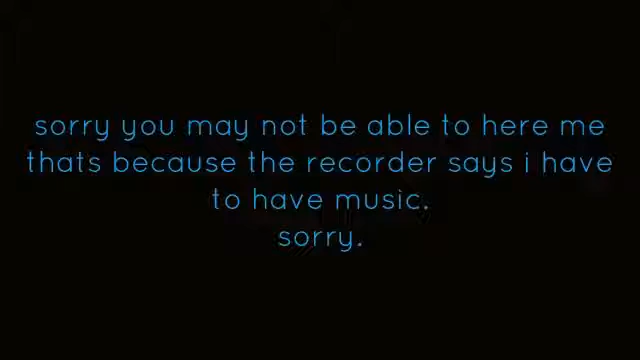 sorry you may not be able to here me
thats because the recorder says i have
to have music.
sorry.